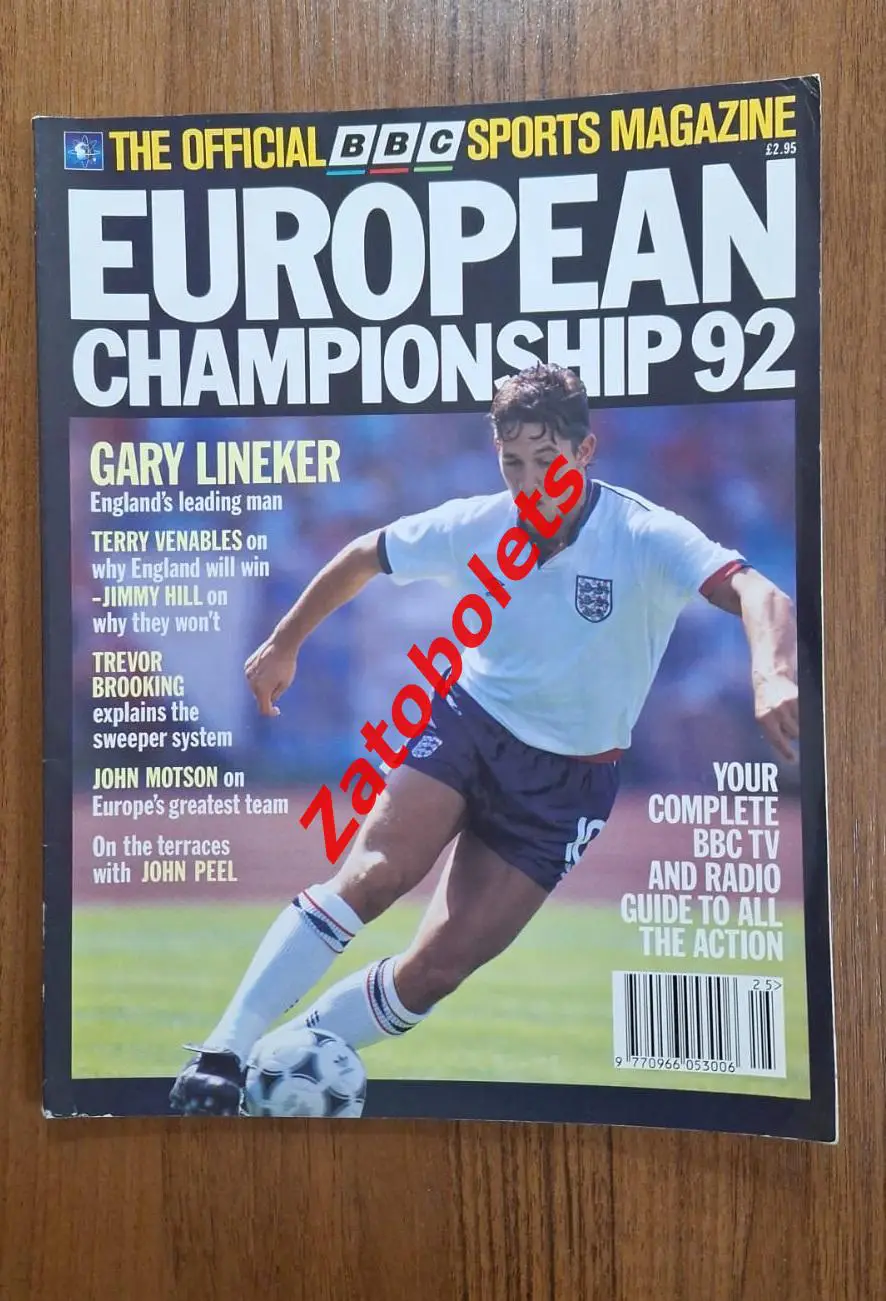 THE OFFICIAL BBC SPORTS MAGAZINE
£2.95
EUROPEAN
CHAMPIONSHIP 92
GARY LINEKER
England's leading man
TERRY VENABLES on
why England will win
-JIMMY HILL on
why they won't
TREVOR
BROOKING
explains the
sweeper system
JOHN MOTSON on
Europe's greatest team
On the terraces
with JOHN PEEL
Zatobolets
10
YOUR
COMPLETE
BBC TV
AND RADIO
GUIDE TO ALL
THE ACTION
25>
9 770966 053006